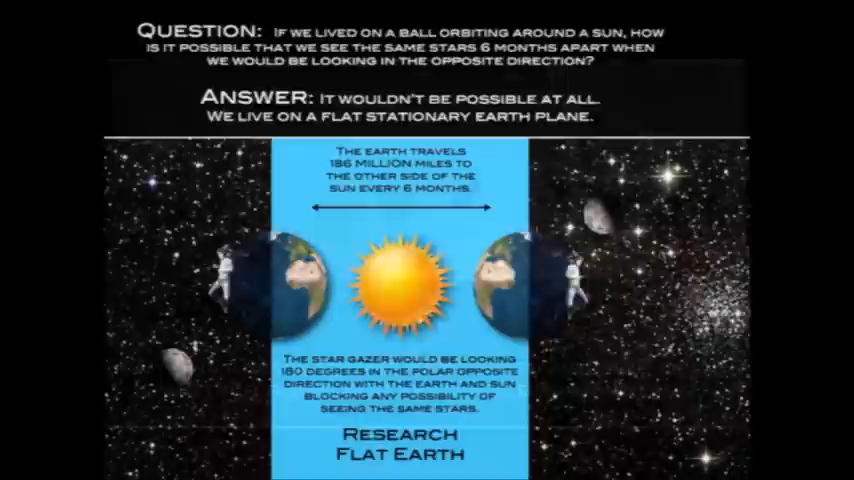 QUESTION: IF WE LIVED ON A BALL ORBITING AROUND A SUN, HOW
IS IT POSSIBLE THAT WE SEE THE SAME STARS 6 MONTHS APART WHEN
WE WOULD BE LOOKING IN THE OPPOSITE DIRECTION?
ANSWER: IT WOULDN'T BE POSSIBLE AT ALL.
WE LIVE ON A FLAT STATIONARY EARTH PLANE.
THE EARTH TRAVELS
186 MILLION MILES TO
THE OTHER SIDE OF THE
SUN EVERY 6 MONTHS.
THE STAR GAZER WOULD BE LOOKING
180 DEGREES IN THE POLAR OPPOSITE
DIRECTION WITH THE EARTH AND SUN
BLOCKING ANY POSSIBILITY OF
SEEING THE SAME STARS.
RESEARCH
FLAT EARTH